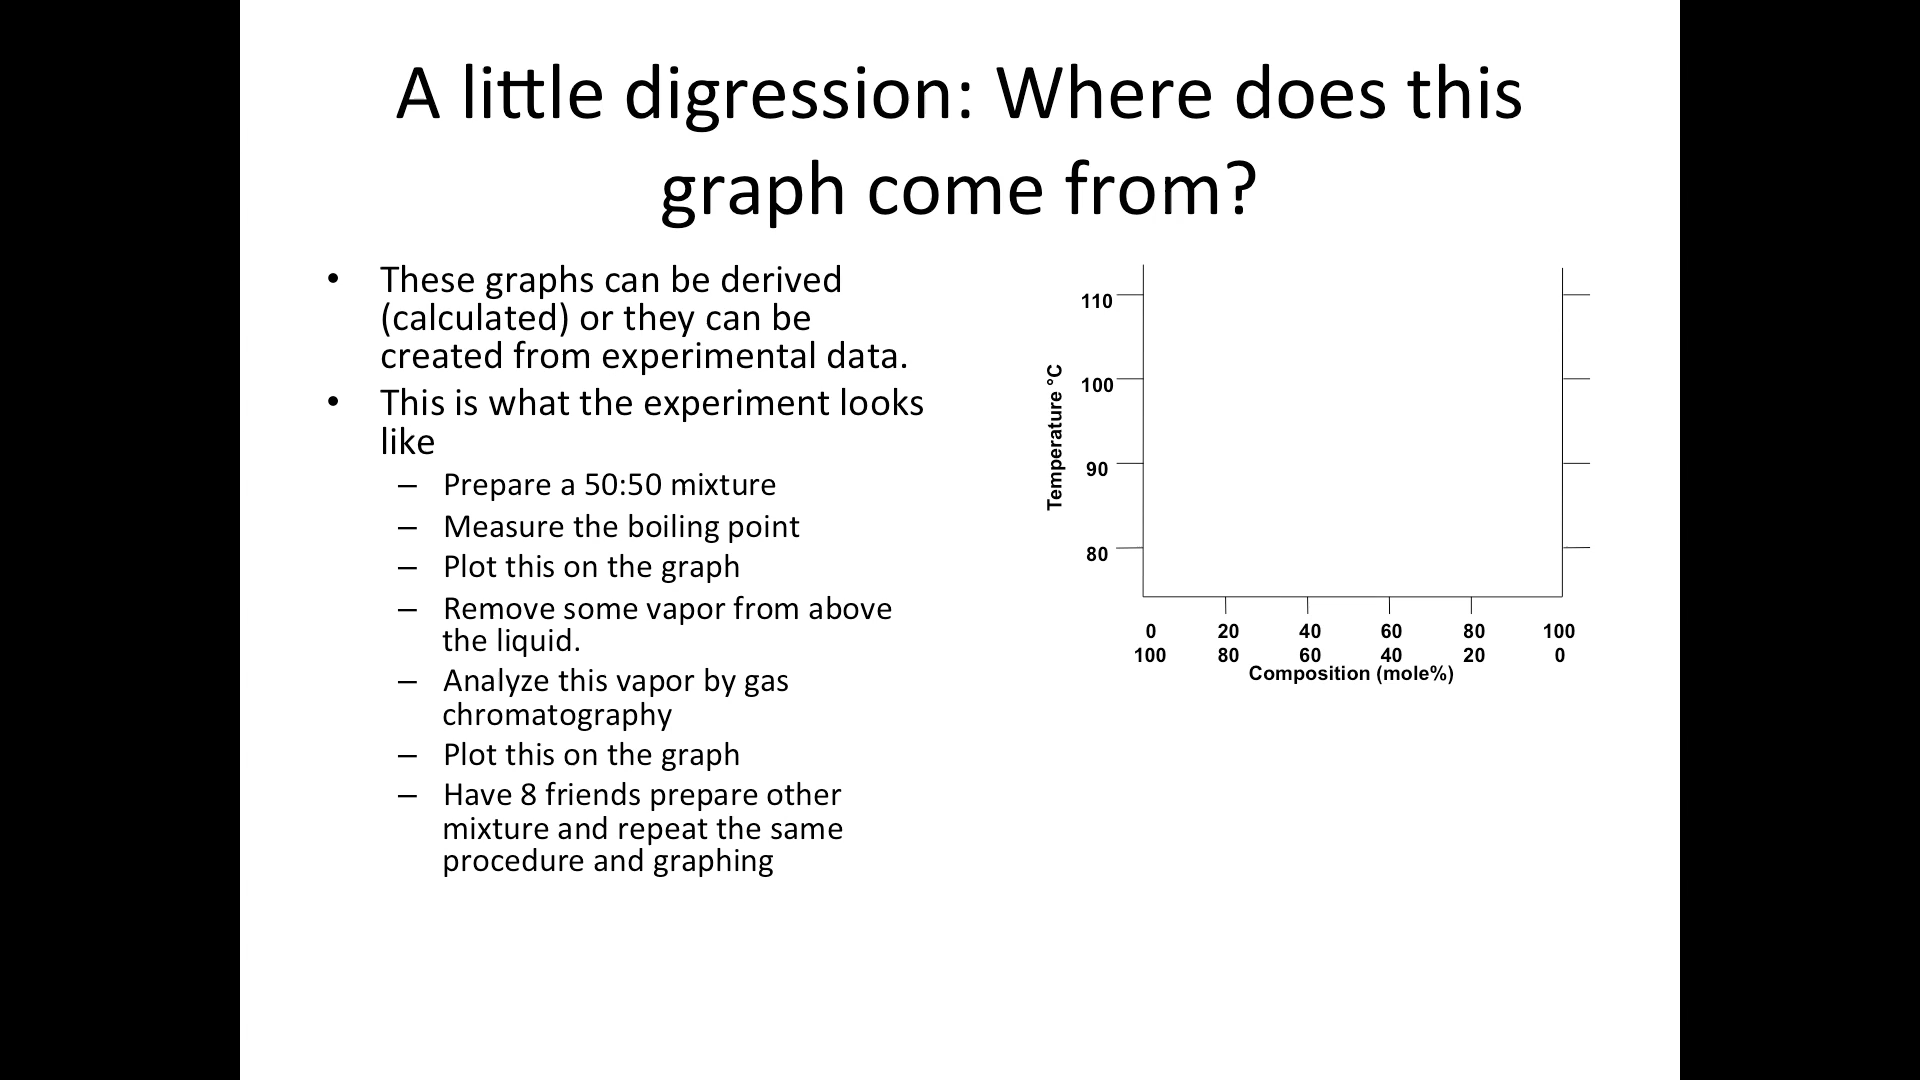 A little digression: Where does this
graph come from?
• These graphs can be derived
(calculated) or they can be
created from experimental data.
• This is what the experiment looks
like
– Prepare a 50:50 mixture
– Measure the boiling point
– Plot this on the graph
– Remove some vapor from above
the liquid.
– Analyze this vapor by gas
chromatography
– Plot this on the graph
– Have 8 friends prepare other
mixture and repeat the same
procedure and graphing
Temperature °C
110
100
90
80
0 20 40 60 80 100
100 80 60 40 20 0
Composition (mole%)